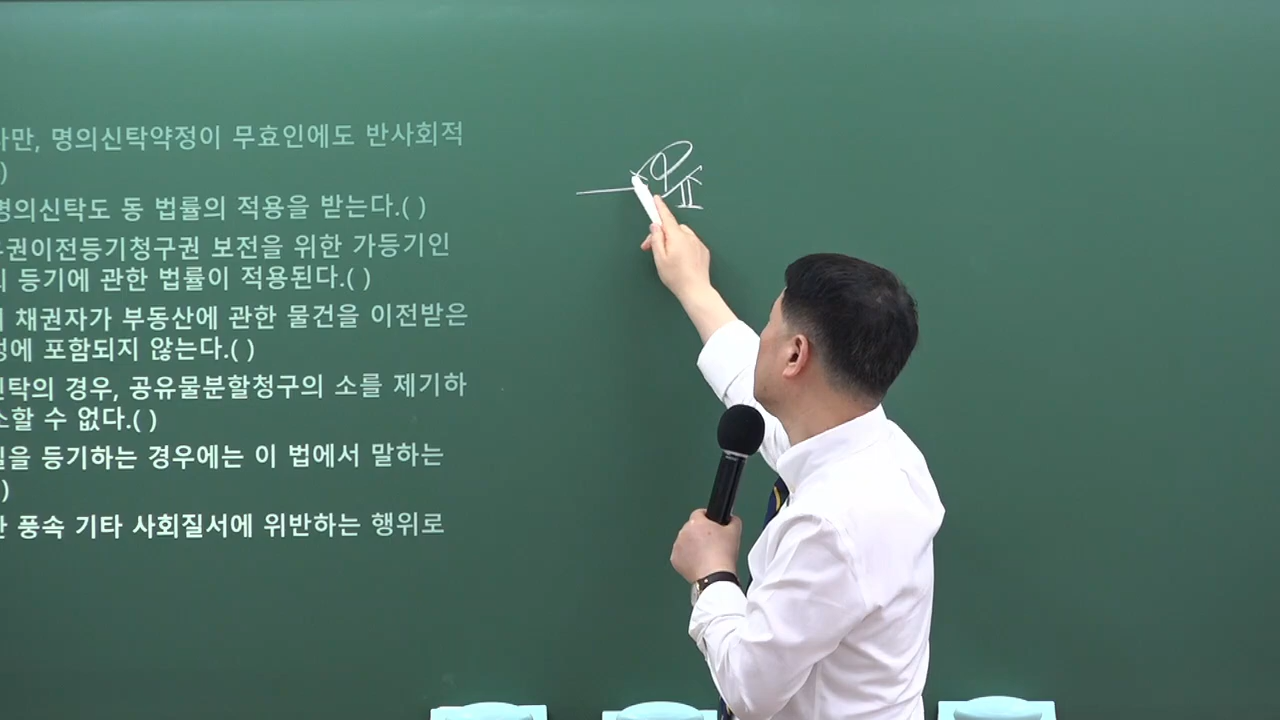 만, 명의신탁약정이 무효인에도 반사회적
)
명의신탁도 동 법률의 적용을 받는다.( )
권이전등기청구권 보전을 위한 가등기인
등기에 관한 법률이 적용된다.( )
채권자가 부동산에 관한 물건을 이전받은
에 포함되지 않는다.( )
탁의 경우, 공유물분할청구의 소를 제기하
할 수 없다.( )
을 등기하는 경우에는 이 법에서 말하는
)
풍속 기타 사회질서에 위반하는 행위로